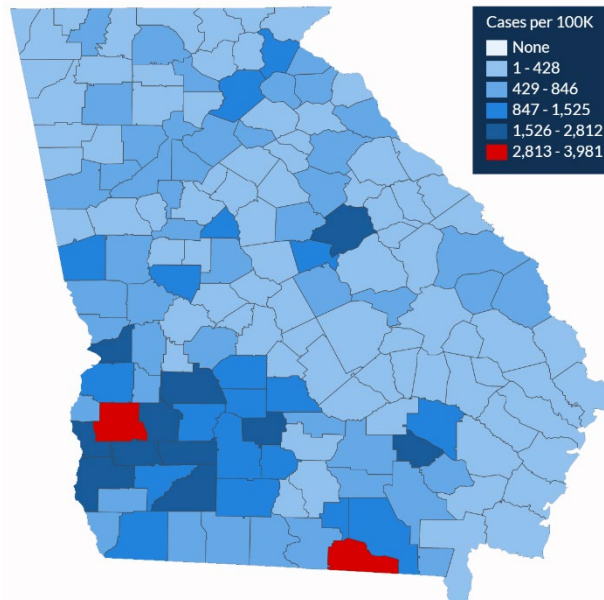 Cases per 100K
None
1 - 428
429 - 846
847 - 1,525
1,526 - 2,812
2,813 - 3,981